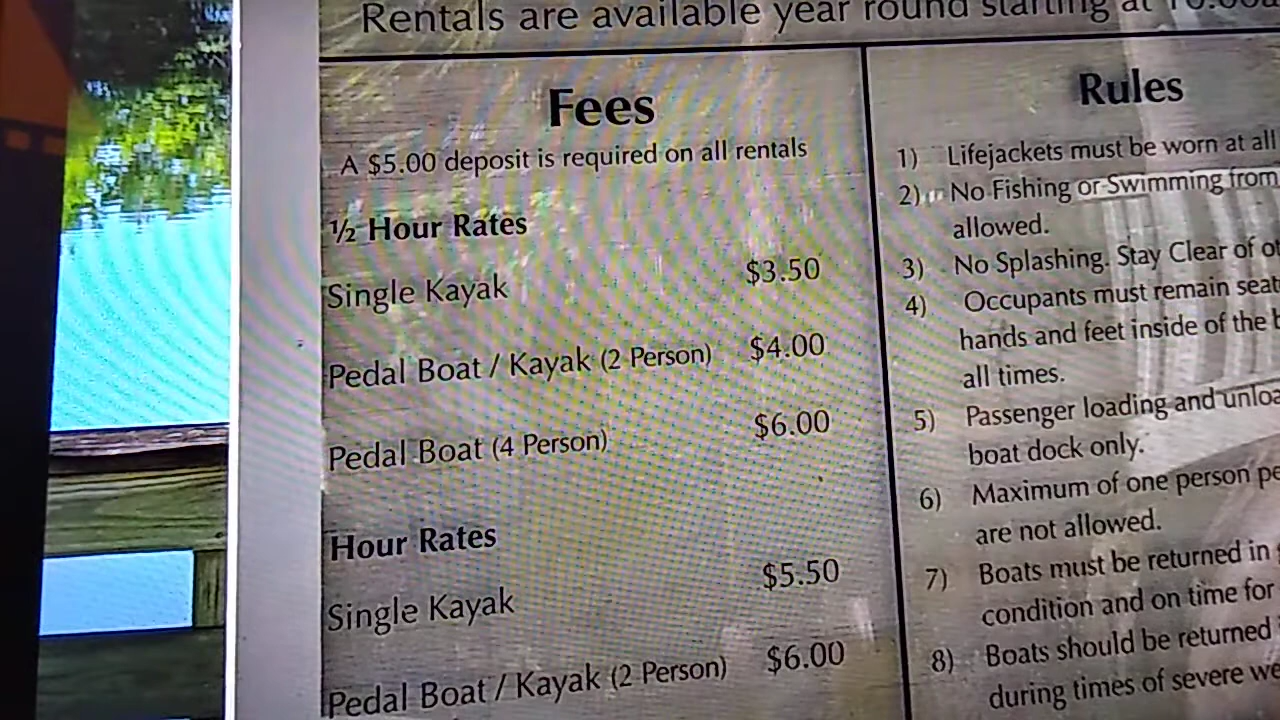 Rentals are available year round starting at
Fees
A $5.00 deposit is required on all rentals
½ Hour Rates
Single Kayak $3.50
Pedal Boat / Kayak (2 Person) $4.00
Pedal Boat (4 Person) $6.00
Hour Rates
Single Kayak $5.50
Pedal Boat / Kayak (2 Person) $6.00
Rules
1) Lifejackets must be worn at all
2) No Fishing or Swimming from
allowed.
3) No Splashing. Stay Clear of
4) Occupants must remain
hands and feet inside of the
all times.
5) Passenger loading and
boat dock only.
6) Maximum of one person
are not allowed.
7) Boats must be returned in
condition and on time for
8) Boats should be returned
during times of severe